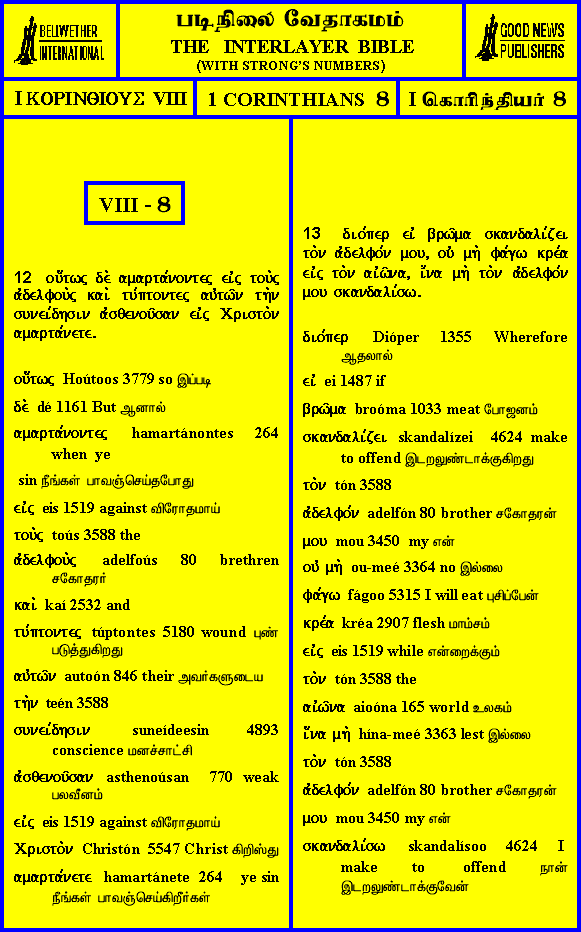 BELLWETHER
INTERNATIONAL
படிநிலை வேதாகமம்
THE INTERLAYER BIBLE
(WITH STRONG'S NUMBERS)
GOOD NEWS
PUBLISHERS
I ΚΟΡΙΝΘΙΟΥΣ VIII
1 CORINTHIANS 8
I கொரிந்தியர் 8
VIII - 8
12 οὕτως δὲ αμαρτάνοντες εἰς τοὺς
ἀδελφοὺς καὶ τύπτοντες αὐτῶν τὴν
συνείδησιν ἀσθενοῦσαν εἰς Χριστὸν
αμαρτάνετε.
οὕτως Hoútoos 3779 so இப்படி
δὲ dé 1161 But ஆனால்
αμαρτάνοντες hamartánontes 264
when ye
sin நீங்கள் பாவஞ்செய்தபோது
εἰς eis 1519 against விரோதமாய்
τοὺς toús 3588 the
ἀδελφοὺς adelfoús 80 brethren
சகோதரர்
καὶ kaí 2532 and
τύπτοντες túptontes 5180 wound புண்
படுத்துகிறது
αὐτῶν autoón 846 their அவர்களுடைய
τὴν teén 3588
συνείδησιν suneídeesin 4893
conscience மனச்சாட்சி
ἀσθενοῦσαν asthenoúsan 770 weak
பலவீனம்
εἰς eis 1519 against விரோதமாய்
Χριστὸν Christón 5547 Christ கிறிஸ்து
αμαρτάνετε hamartánete 264 ye sin
நீங்கள் பாவஞ்செய்கிறீர்கள்
13 διόπερ εἰ βρῶμα σκανδαλίζει
τὸν ἀδελφόν μου, οὐ μὴ φάγω κρέα
εἰς τὸν αἰῶνα, ἵνα μὴ τὸν ἀδελφόν
μου σκανδαλίσω.
διόπερ Dióper 1355 Wherefore
ஆதலால்
εἰ ei 1487 if
βρῶμα broóma 1033 meat போஜனம்
σκανδαλίζει skandalízei 4624 make
to offend இடறலுண்டாக்குகிறது
τὸν tón 3588
ἀδελφόν adelfón 80 brother சகோதரன்
μου mou 3450 my என்
οὐ μὴ ou-meé 3364 no இல்லை
φάγω fágoo 5315 I will eat புசிப்பேன்
κρέα kréa 2907 flesh மாம்சம்
εἰς eis 1519 while என்றைக்கும்
τὸν tón 3588 the
αἰῶνα aioóna 165 world உலகம்
ἵνα μὴ hína-meé 3363 lest இல்லை
τὸν tón 3588
ἀδελφόν adelfón 80 brother சகோதரன்
μου mou 3450 my என்
σκανδαλίσω skandalísoo 4624 I
make to offend நான்
இடறலுண்டாக்குவேன்